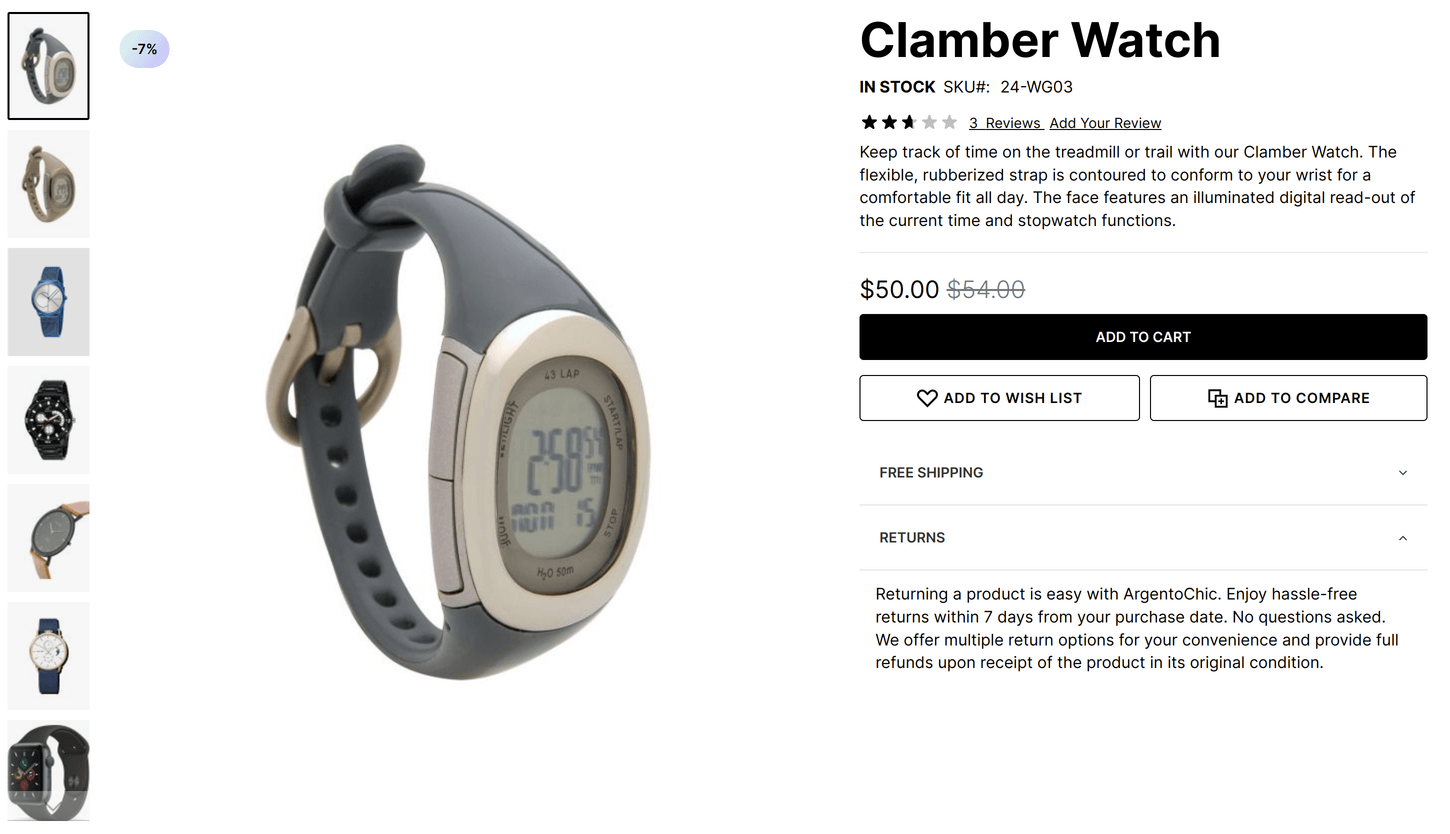 -7%
43 LAP
START/LAP
2:58 54
MON 15
STOP
MODE
H2O 50m
Clamber Watch
IN STOCK SKU#: 24-WG03
3 Reviews Add Your Review
Keep track of time on the treadmill or trail with our Clamber Watch. The
flexible, rubberized strap is contoured to conform to your wrist for a
comfortable fit all day. The face features an illuminated digital read-out of
the current time and stopwatch functions.
$50.00 $54.00
ADD TO CART
ADD TO WISH LIST
ADD TO COMPARE
FREE SHIPPING
RETURNS
Returning a product is easy with ArgentoChic. Enjoy hassle-free
returns within 7 days from your purchase date. No questions asked.
We offer multiple return options for your convenience and provide full
refunds upon receipt of the product in its original condition.